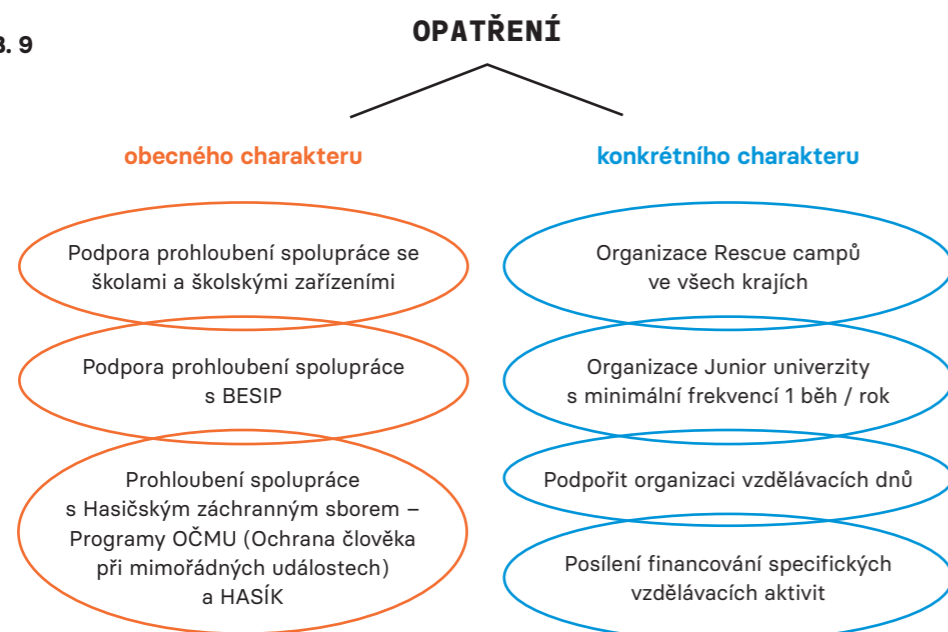 . 9
OPATŘENÍ
obecného charakteru
konkrétního charakteru
Podpora prohloubení spolupráce se
školami a školskými zařízeními
Podpora prohloubení spolupráce
s BESIP
Prohloubení spolupráce
s Hasičským záchranným sborem –
Programy OČMU (Ochrana člověka
při mimořádných událostech)
a HASÍK
Organizace Rescue campů
ve všech krajích
Organizace Junior univerzity
s minimální frekvencí 1 běh / rok
Podpořit organizaci vzdělávacích dnů
Posílení financování specifických
vzdělávacích aktivit